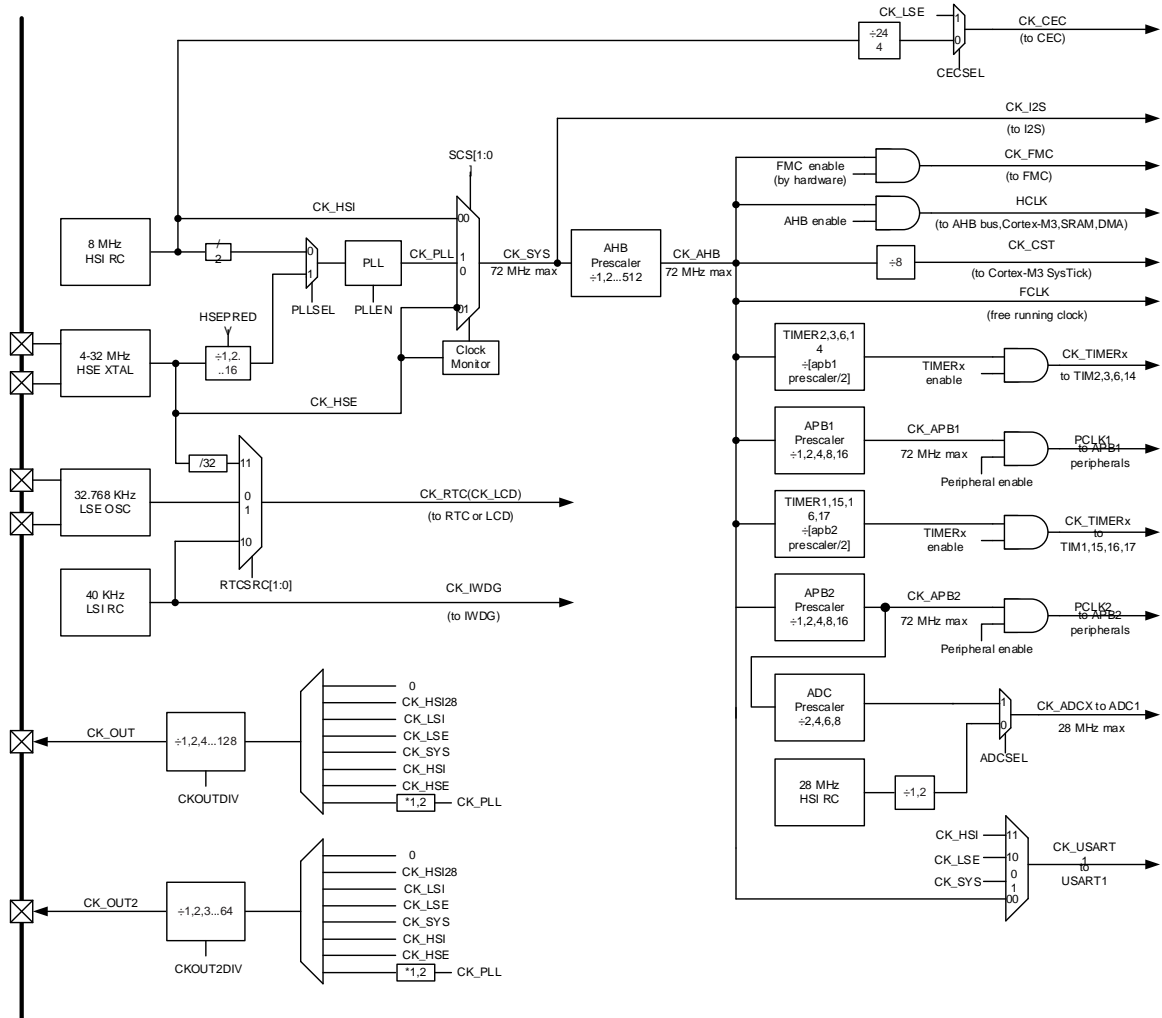 CK_LSE
1
0
÷24
4
CECSEL
CK_CEC
(to CEC)
CK_I2S
(to I2S)
SCS[1:0
]
FMC enable
(by hardware)
CK_FMC
(to FMC)
AHB enable
HCLK
(to AHB bus,Cortex-M3,SRAM,DMA)
8 MHz
HSI RC
CK_HSI
/
2
0
1
PLLSEL
PLL
PLLEN
CK_PLL
00
1
0
01
CK_SYS
72 MHz max
AHB
Prescaler
÷1,2...512
CK_AHB
72 MHz max
÷8
CK_CST
(to Cortex-M3 SysTick)
FCLK
(free running clock)
HSEPRED
V
4-32 MHz
HSE XTAL
÷1,2.
..16
Clock
Monitor
CK_HSE
TIMER2,3,6,1
4
÷[apb1
prescaler/2]
TIMERx
enable
CK_TIMERx
to TIM2,3,6,14
APB1
Prescaler
÷1,2,4,8,16
CK_APB1
72 MHz max
Peripheral enable
PCLK1
to APB1
peripherals
/32
11
0
1
10
RTCSRC[1:0]
32.768 KHz
LSE OSC
CK_RTC(CK_LCD)
(to RTC or LCD)
TIMER1,15,1
6,17
÷[apb2
prescaler/2]
TIMERx
enable
CK_TIMERx
to
TIM1,15,16,17
40 KHz
LSI RC
CK_IWDG
(to IWDG)
APB2
Prescaler
÷1,2,4,8,16
CK_APB2
72 MHz max
Peripheral enable
PCLK2
to APB2
peripherals
ADC
Prescaler
÷2,4,6,8
1
0
ADCSEL
CK_ADCX to ADC1
28 MHz max
28 MHz
HSI RC
÷1,2
CK_OUT
÷1,2,4...128
CKOUTDIV
0
CK_HSI28
CK_LSI
CK_LSE
CK_SYS
CK_HSI
CK_HSE
*1,2
CK_PLL
CK_HSI
11
CK_LSE
10
CK_SYS
0
1
00
CK_USART
1
to
USART1
CK_OUT2
÷1,2,3...64
CKOUT2DIV
0
CK_HSI28
CK_LSI
CK_LSE
CK_SYS
CK_HSI
CK_HSE
*1,2
CK_PLL